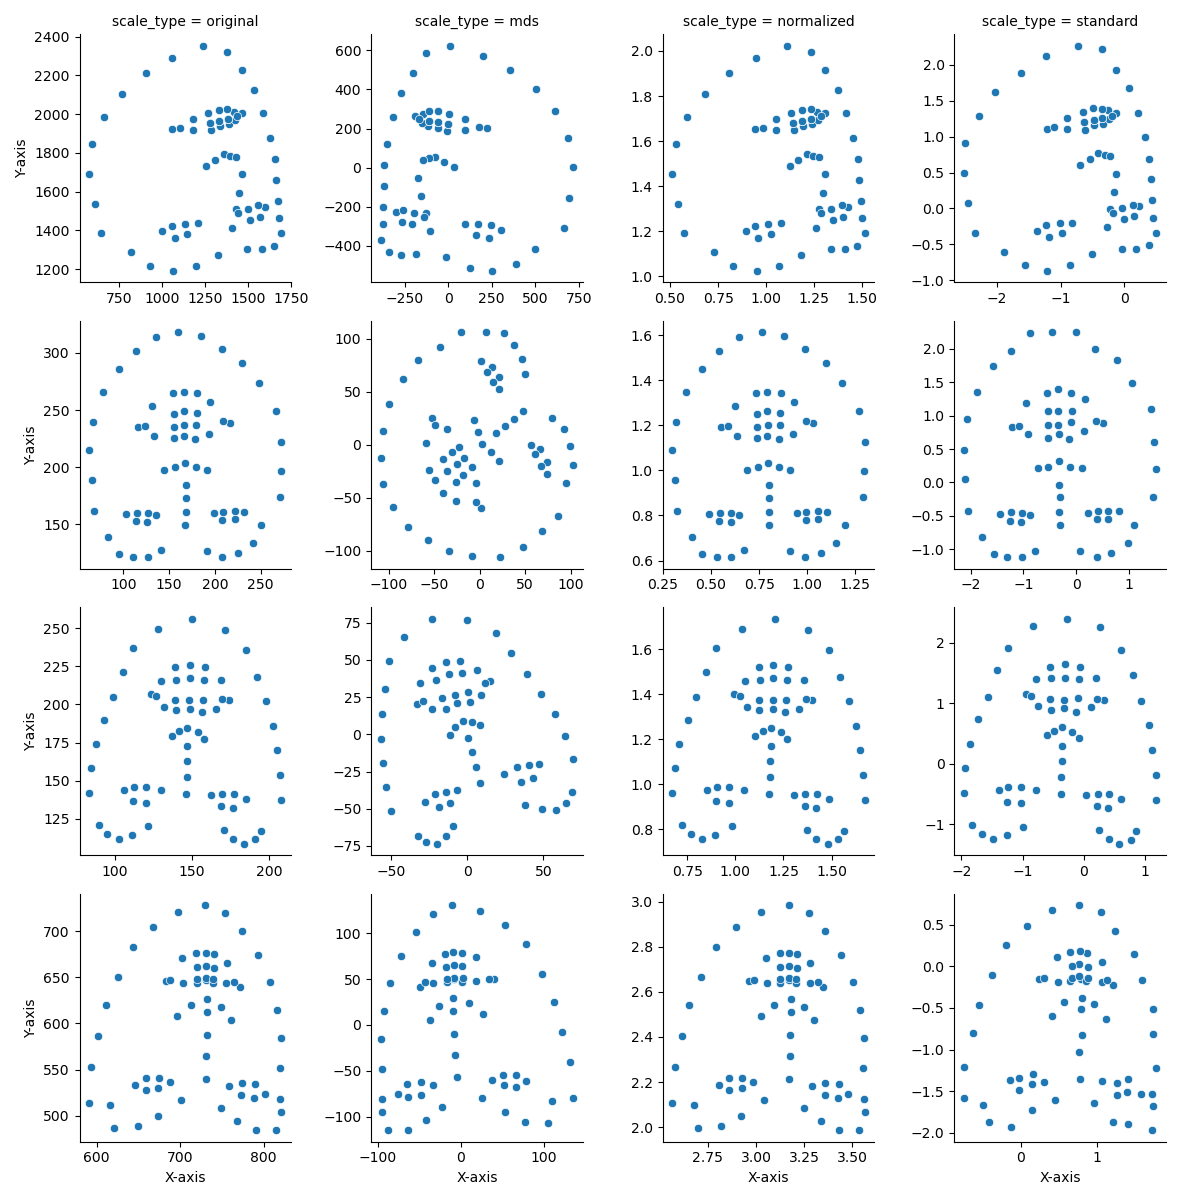 scale_type = original scale_type = mds scale_type = normalized scale_type = standard
2400 2200 2000 1800 1600 1400 1200
Y-axis
750 1000 1250 1500 1750
600 400 200 0 −200 −400
−250 0 250 500 750
2.0 1.8 1.6 1.4 1.2 1.0
0.50 0.75 1.00 1.25 1.50
2.0 1.5 1.0 0.5 0.0 −0.5 −1.0
−2 −1 0
300 250 200 150
Y-axis
100 150 200 250
100 50 0 −50 −100
−100 −50 0 50 100
1.6 1.4 1.2 1.0 0.8 0.6
0.25 0.50 0.75 1.00 1.25
2.0 1.5 1.0 0.5 0.0 −0.5 −1.0
−2 −1 0 1
250 225 200 175 150 125
Y-axis
100 150 200
75 50 25 0 −25 −50 −75
−50 0 50
1.6 1.4 1.2 1.0 0.8
0.75 1.00 1.25 1.50
2 1 0 −1
−2 −1 0 1
700 650 600 550 500
Y-axis
600 700 800
X-axis
100 50 0 −50 −100
−100 0 100
X-axis
3.0 2.8 2.6 2.4 2.2 2.0
2.75 3.00 3.25 3.50
X-axis
0.5 0.0 −0.5 −1.0 −1.5 −2.0
0 1
X-axis